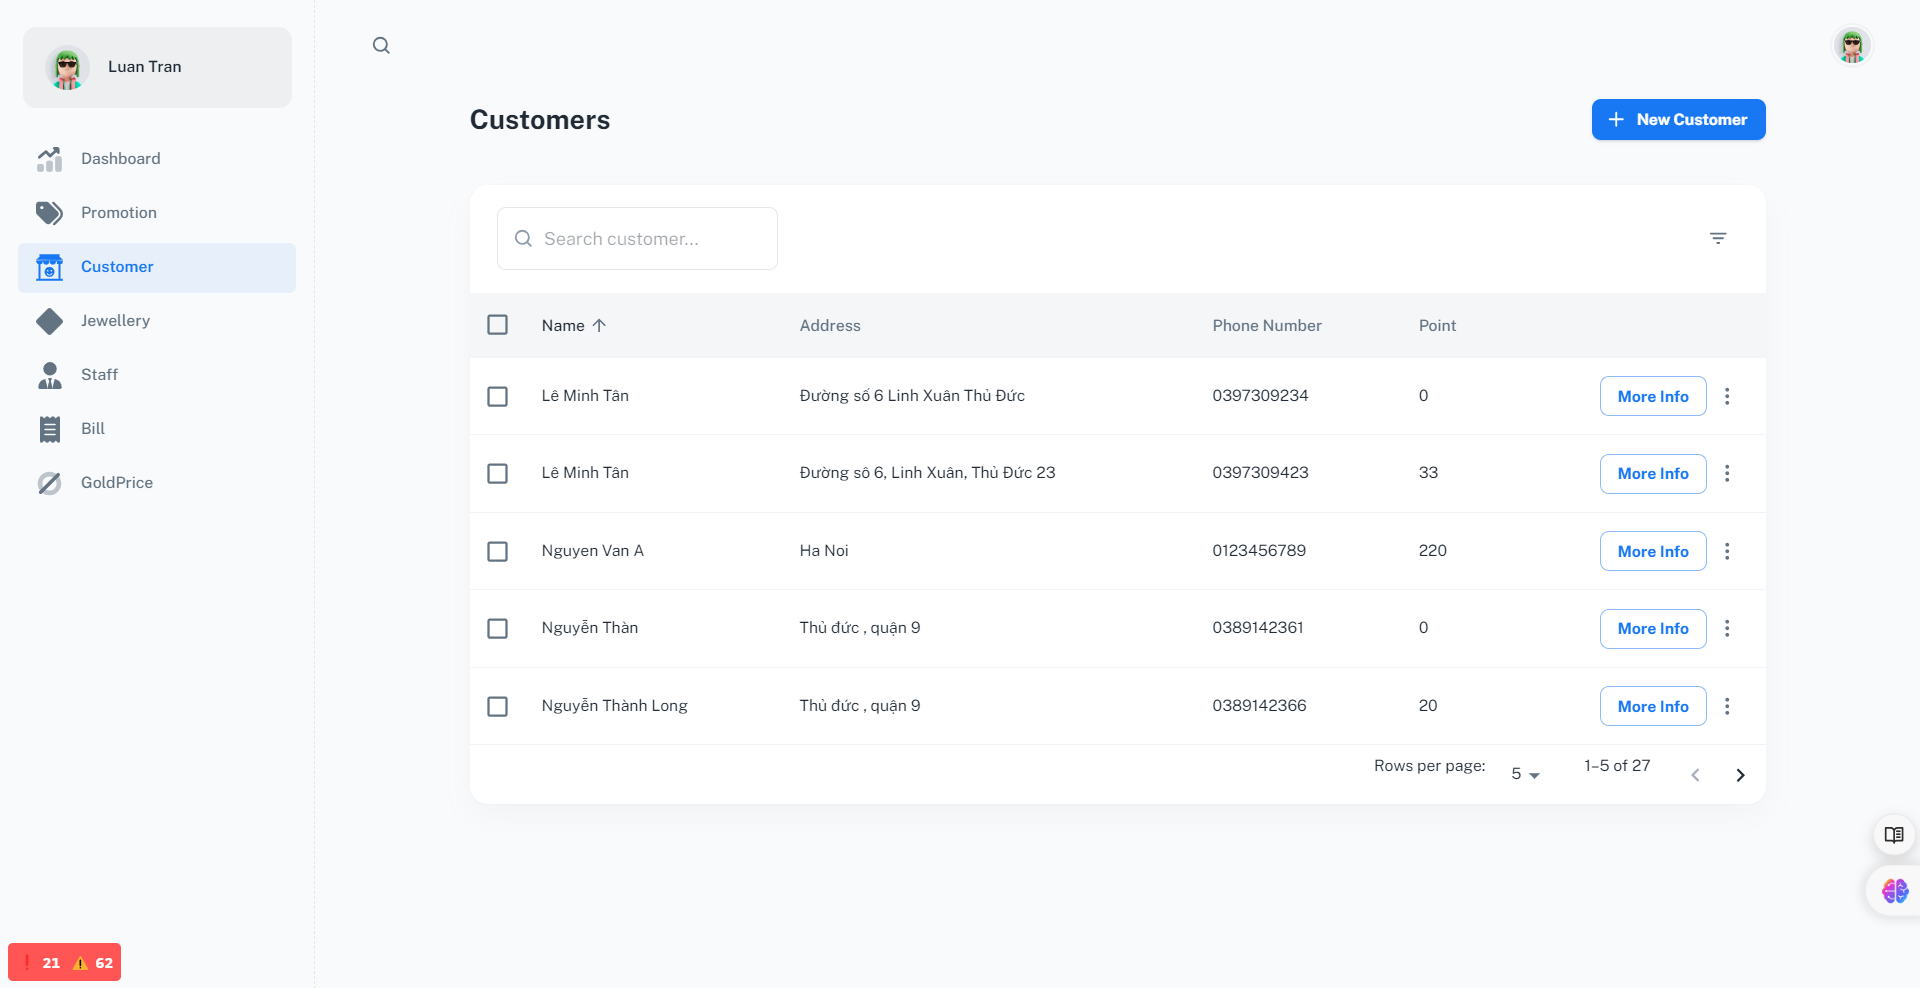 Luan Tran
Dashboard
Promotion
Customer
Jewellery
Staff
Bill
GoldPrice
Customers
New Customer
Search customer...
Name Address Phone Number Point
Lê Minh Tân Đường số 6 Linh Xuân Thủ Đức 0397309234 0 More Info
Lê Minh Tân Đường sô 6, Linh Xuân, Thủ Đức 23 0397309423 33 More Info
Nguyen Van A Ha Noi 0123456789 220 More Info
Nguyễn Thàn Thủ đức , quận 9 0389142361 0 More Info
Nguyễn Thành Long Thủ đức , quận 9 0389142366 20 More Info
Rows per page: 5 1–5 of 27
21 62